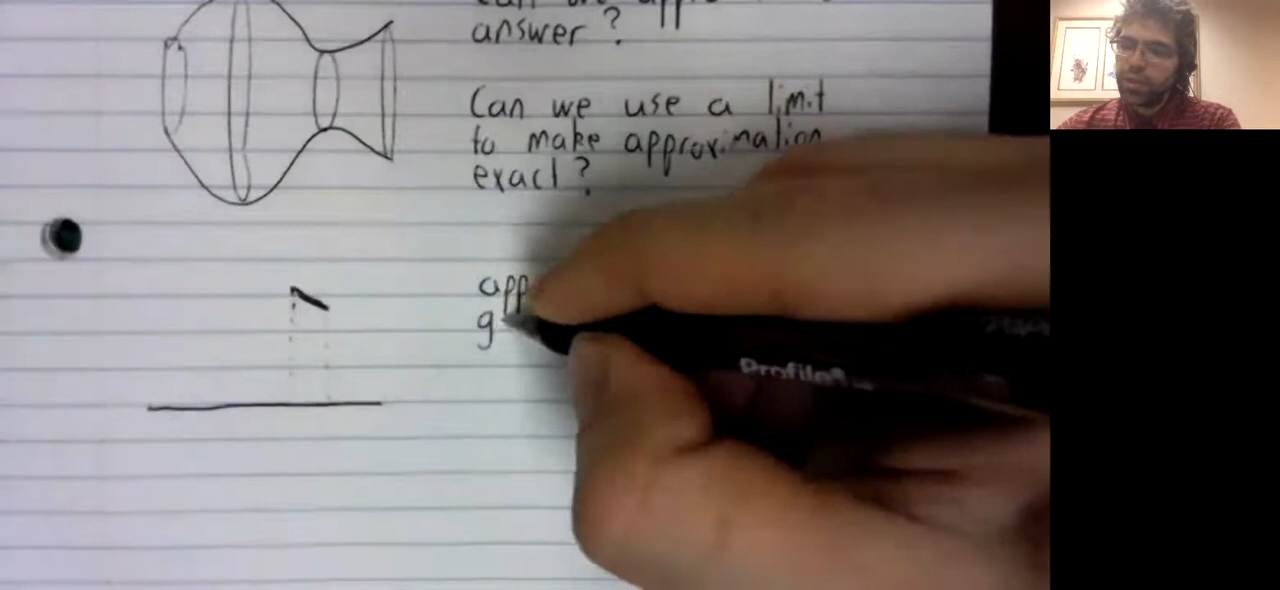 answer?
Can we use a limit
to make approximation
exact?
app
g
Profile